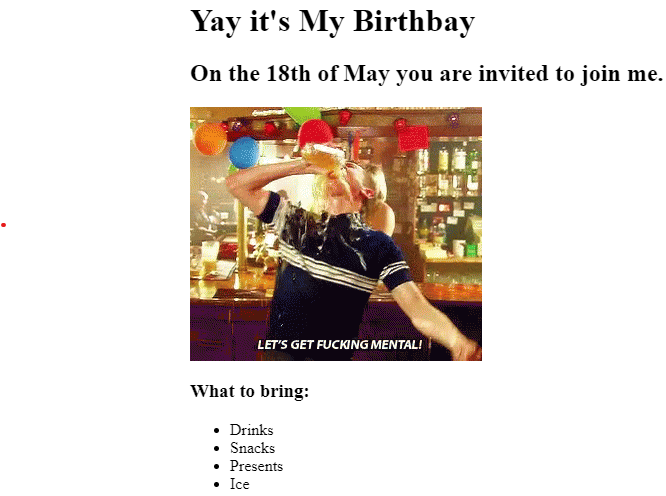 Yay it's My Birthbay
On the 18th of May you are invited to join me.
LET'S GET FUCKING MENTAL!
What to bring:
• Drinks
• Snacks
• Presents
• Ice